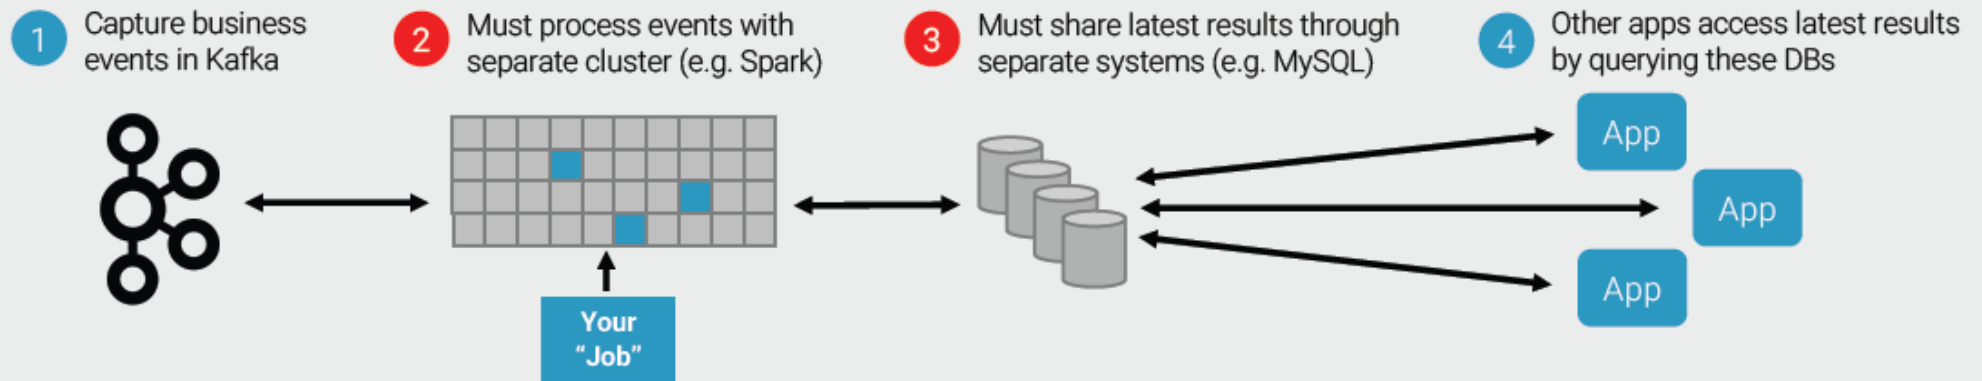 1
Capture business
events in Kafka
2
Must process events with
separate cluster (e.g. Spark)
3
Must share latest results through
separate systems (e.g. MySQL)
4
Other apps access latest results
by querying these DBs
App
App
App
Your
“Job”